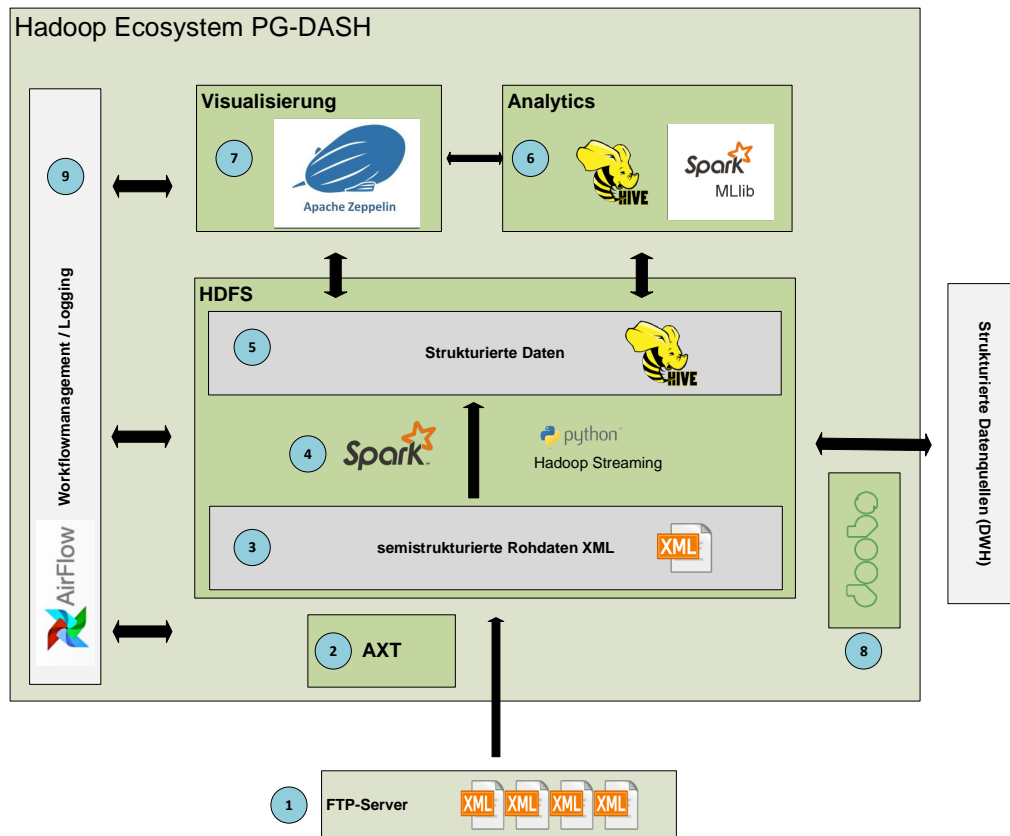 Hadoop Ecosystem PG-DASH
Visualisierung
7
Apache Zeppelin
Analytics
6
HIVE
Spark
MLlib
9
Workflowmanagement / Logging
AirFlow
HDFS
5
Strukturierte Daten
HIVE
4
Spark
python
Hadoop Streaming
3
semistrukturierte Rohdaten XML
XML
2
AXT
sqoop
8
Strukturierte Datenquellen (DWH)
1
FTP-Server
XML XML XML XML